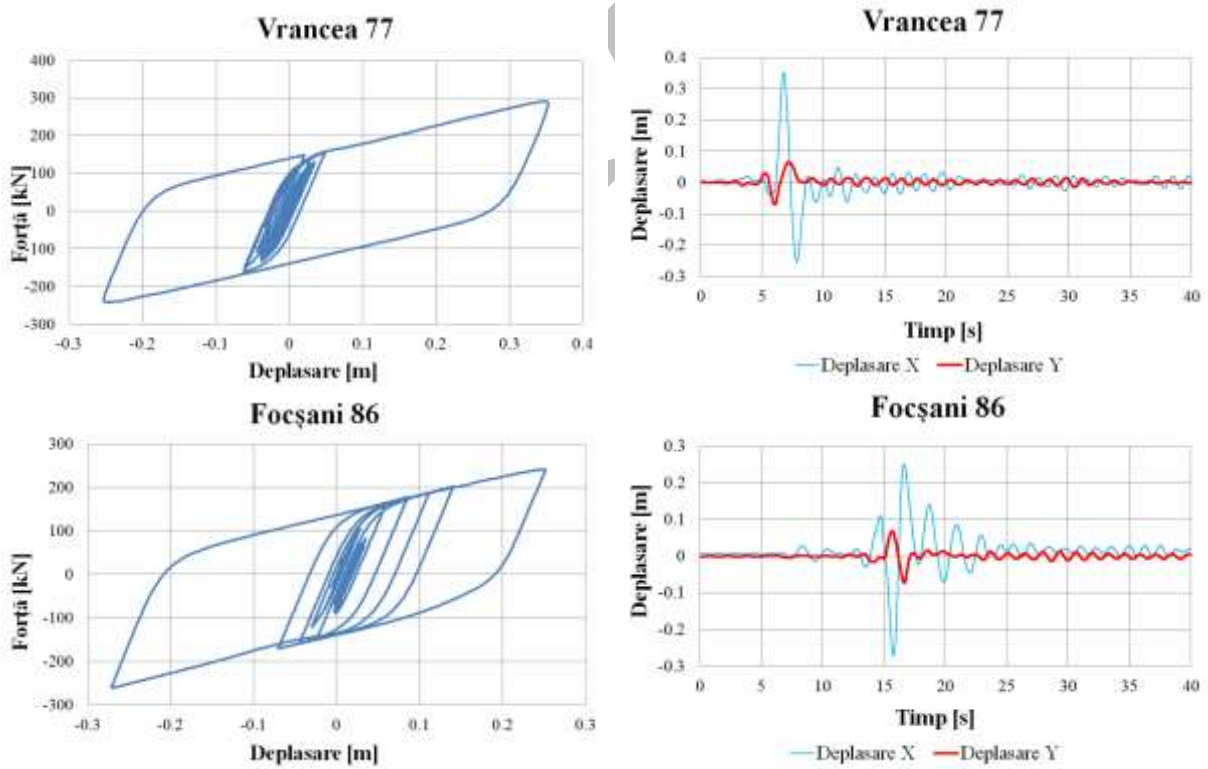 Vrancea 77
400
300
200
100
0
-100
-200
-300
Forță [kN]
-0.3 -0.2 -0.1 0 0.1 0.2 0.3 0.4
Deplasare [m]
Vrancea 77
0.4
0.3
0.2
0.1
0
-0.1
-0.2
-0.3
Deplasare [m]
0 5 10 15 20 25 30 35 40
Timp [s]
Deplasare X Deplasare Y
Focșani 86
300
200
100
0
-100
-200
-300
Forță [kN]
-0.3 -0.2 -0.1 0 0.1 0.2 0.3
Deplasare [m]
Focșani 86
0.3
0.2
0.1
0
-0.1
-0.2
-0.3
Deplasare [m]
0 5 10 15 20 25 30 35 40
Timp [s]
Deplasare X Deplasare Y